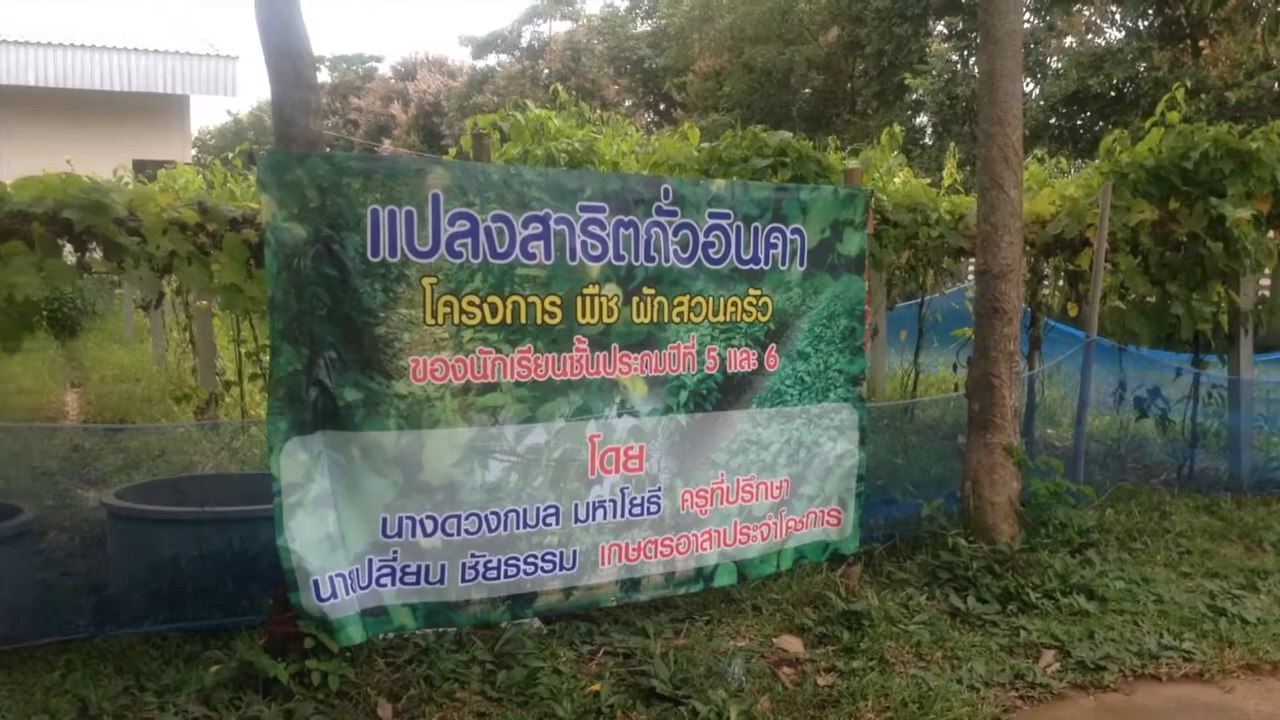 แปลงสาธิตถั่วอินคา
โครงการ พืช ผักสวนครัว
ของนักเรียนชั้นประถมปีที่ 5 และ 6
โดย
นางดวงกมล มหาโยธี ครูที่ปรึกษา
นายเปลี่ยน ชัยธรรม เกษตรอาสาประจำโครงการ